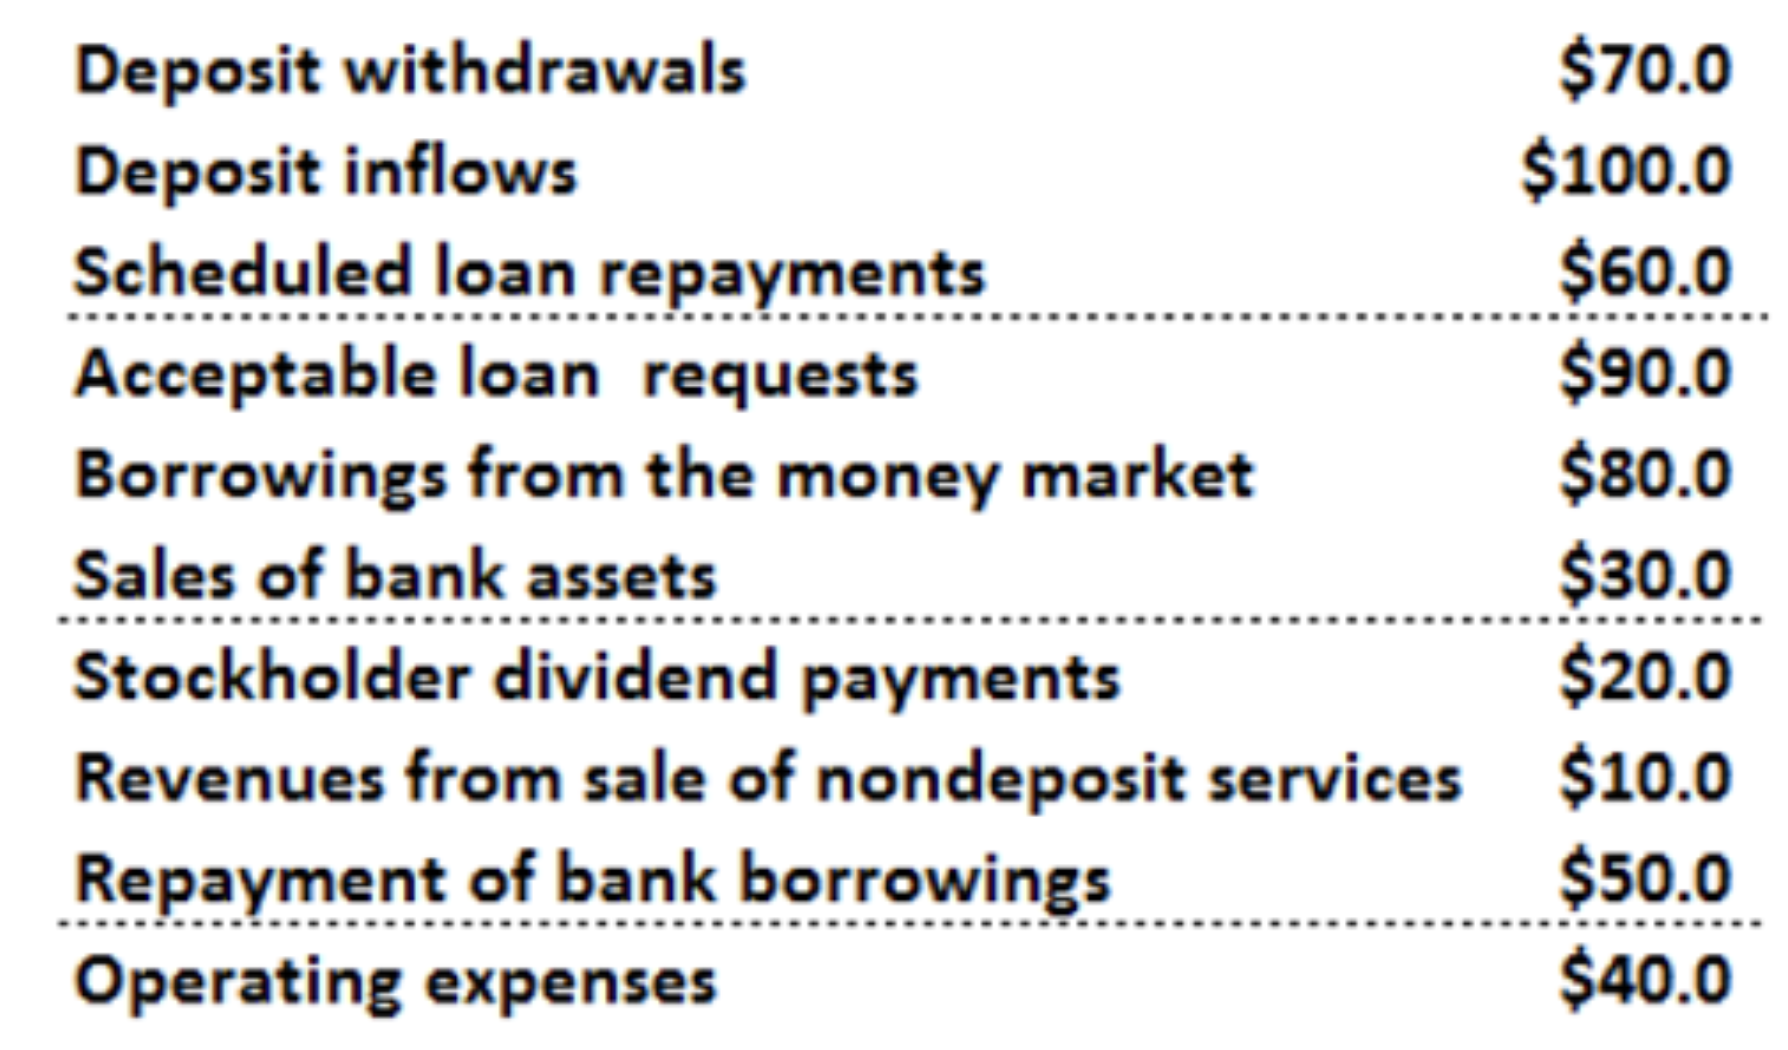 Deposit withdrawals $70.0
Deposit inflows $100.0
Scheduled loan repayments $60.0
Acceptable loan requests $90.0
Borrowings from the money market $80.0
Sales of bank assets $30.0
Stockholder dividend payments $20.0
Revenues from sale of nondeposit services $10.0
Repayment of bank borrowings $50.0
Operating expenses $40.0